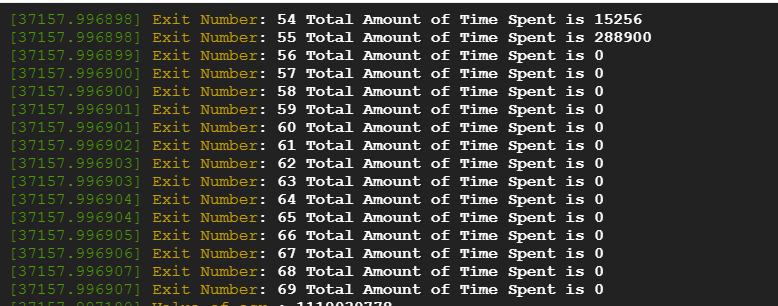 [37157.996898] Exit Number: 54 Total Amount of Time Spent is 15256
[37157.996898] Exit Number: 55 Total Amount of Time Spent is 288900
[37157.996899] Exit Number: 56 Total Amount of Time Spent is 0
[37157.996900] Exit Number: 57 Total Amount of Time Spent is 0
[37157.996900] Exit Number: 58 Total Amount of Time Spent is 0
[37157.996901] Exit Number: 59 Total Amount of Time Spent is 0
[37157.996901] Exit Number: 60 Total Amount of Time Spent is 0
[37157.996902] Exit Number: 61 Total Amount of Time Spent is 0
[37157.996903] Exit Number: 62 Total Amount of Time Spent is 0
[37157.996903] Exit Number: 63 Total Amount of Time Spent is 0
[37157.996904] Exit Number: 64 Total Amount of Time Spent is 0
[37157.996904] Exit Number: 65 Total Amount of Time Spent is 0
[37157.996905] Exit Number: 66 Total Amount of Time Spent is 0
[37157.996906] Exit Number: 67 Total Amount of Time Spent is 0
[37157.996907] Exit Number: 68 Total Amount of Time Spent is 0
[37157.996907] Exit Number: 69 Total Amount of Time Spent is 0
Value of